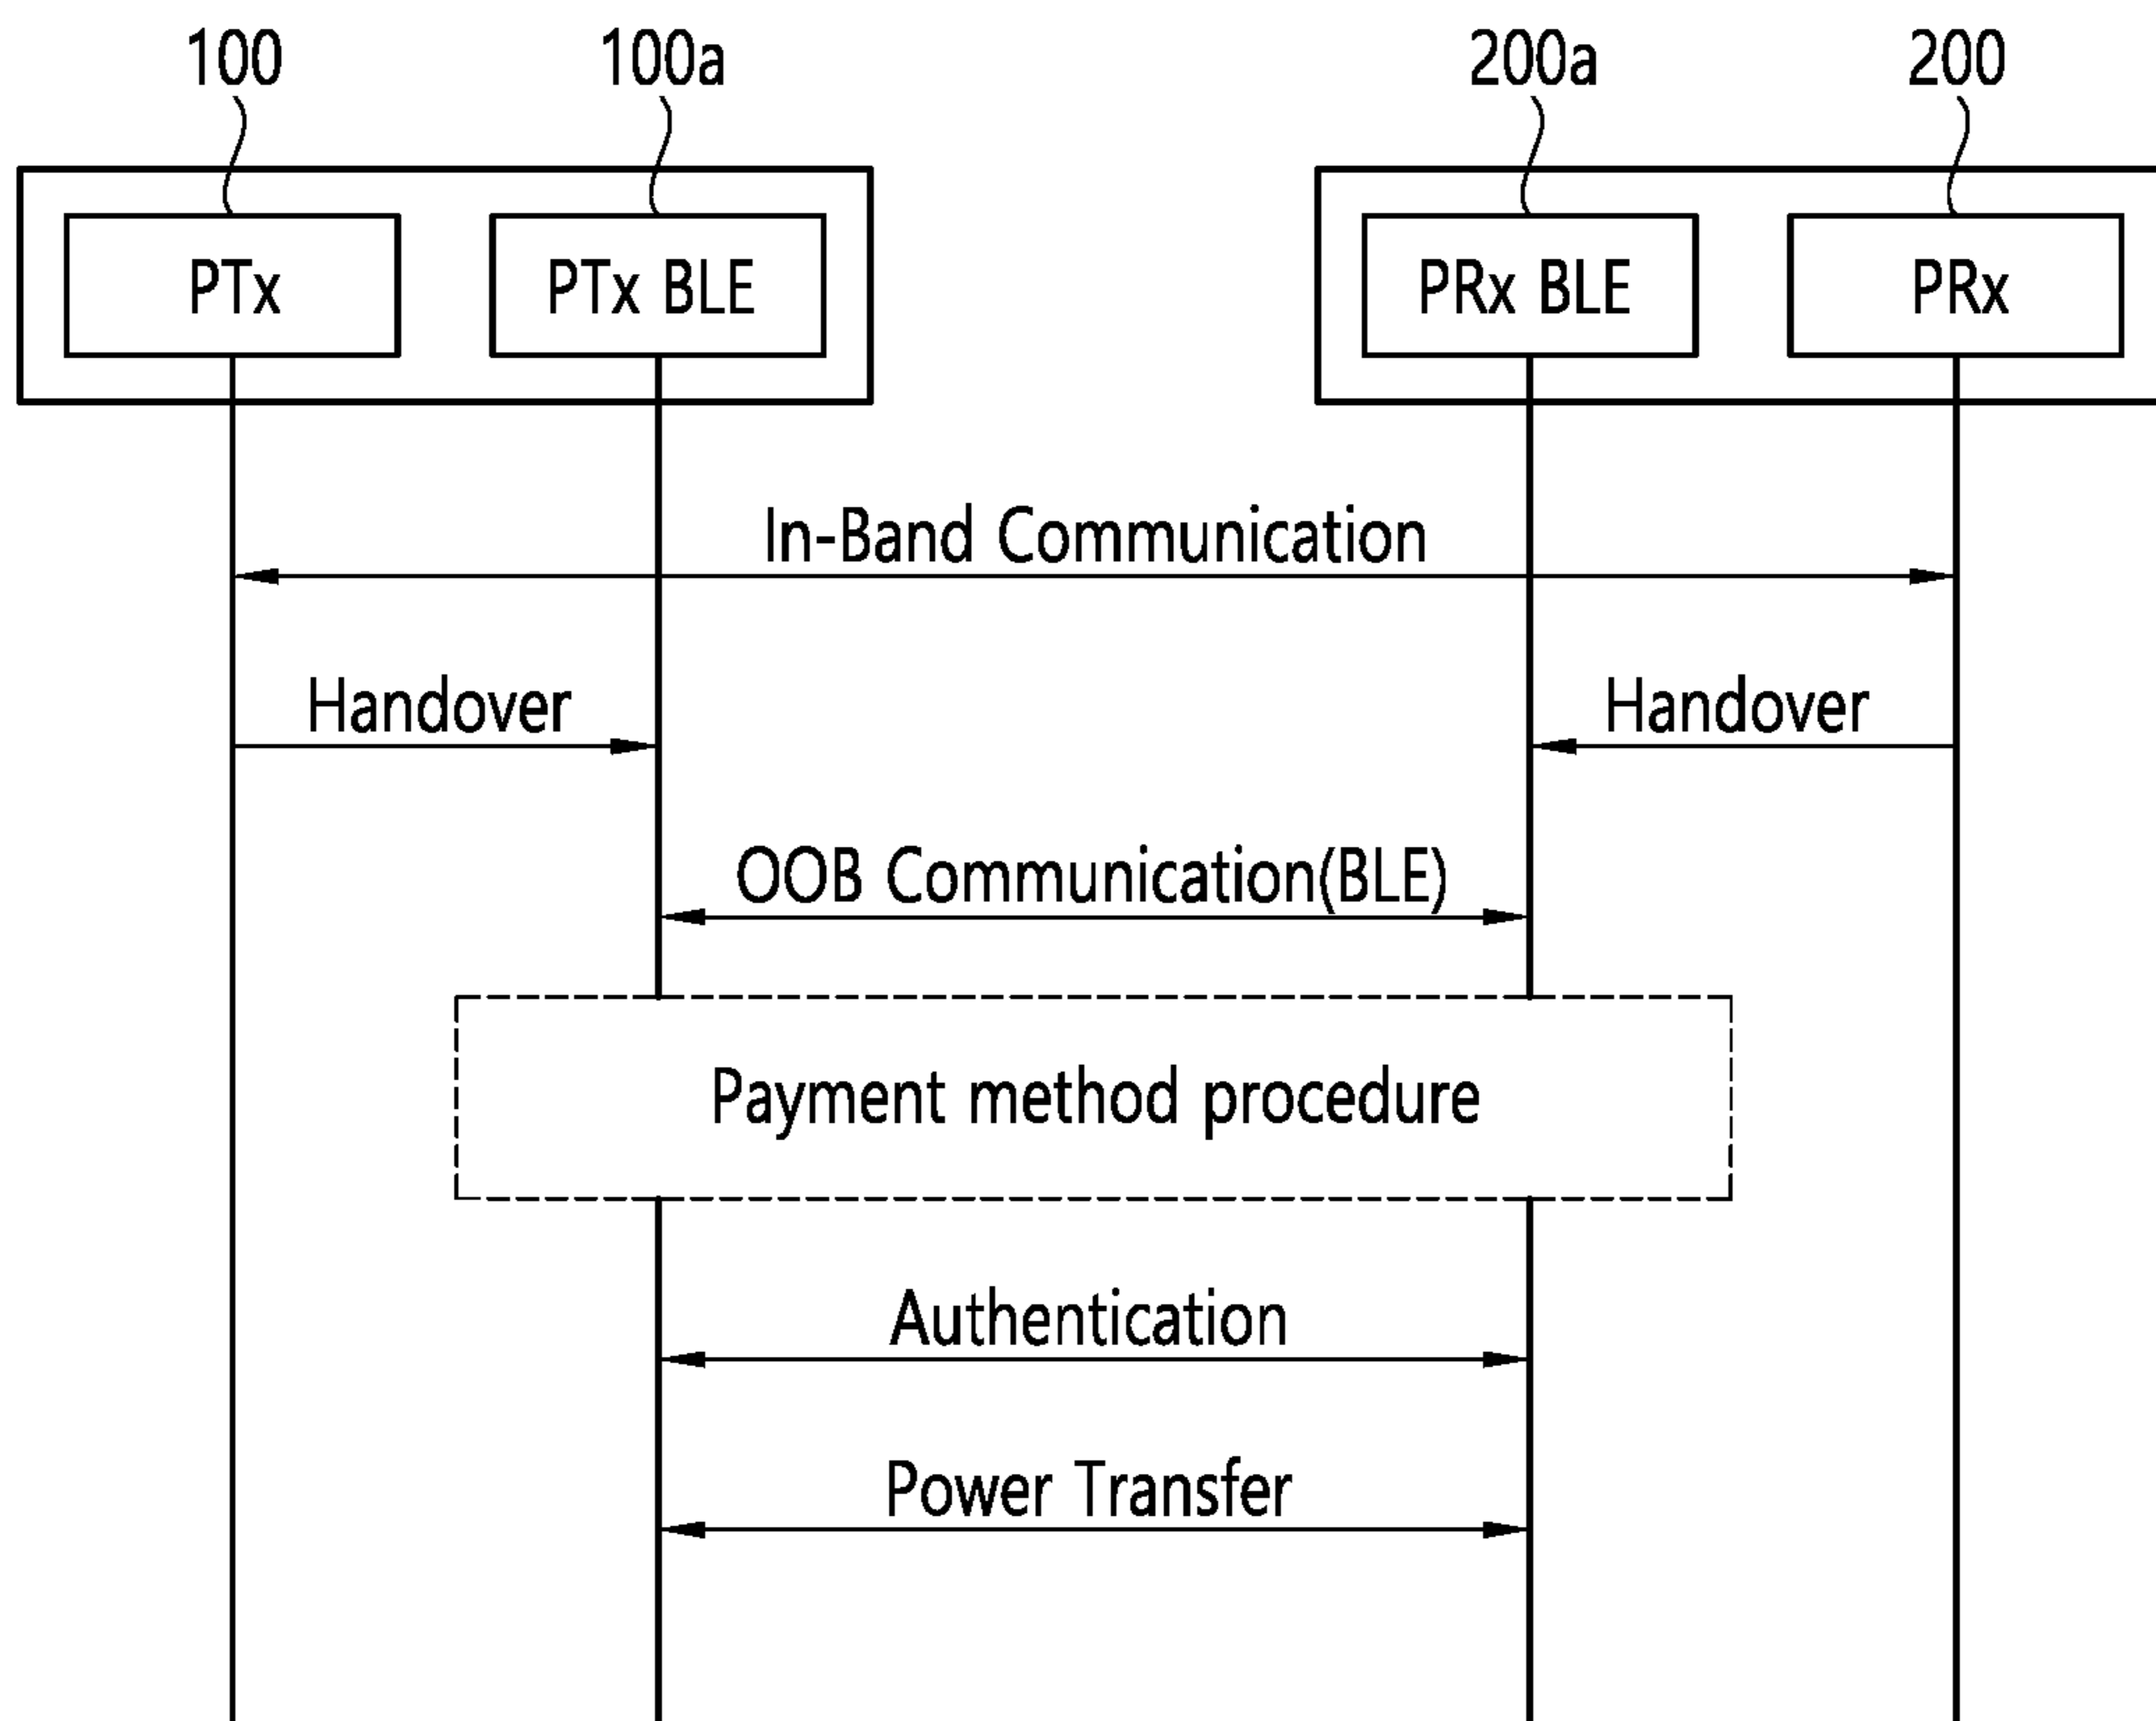 100 100a 200a 200
PTx PTx BLE PRx BLE PRx
In-Band Communication
Handover Handover
OOB Communication(BLE)
Payment method procedure
Authentication
Power Transfer